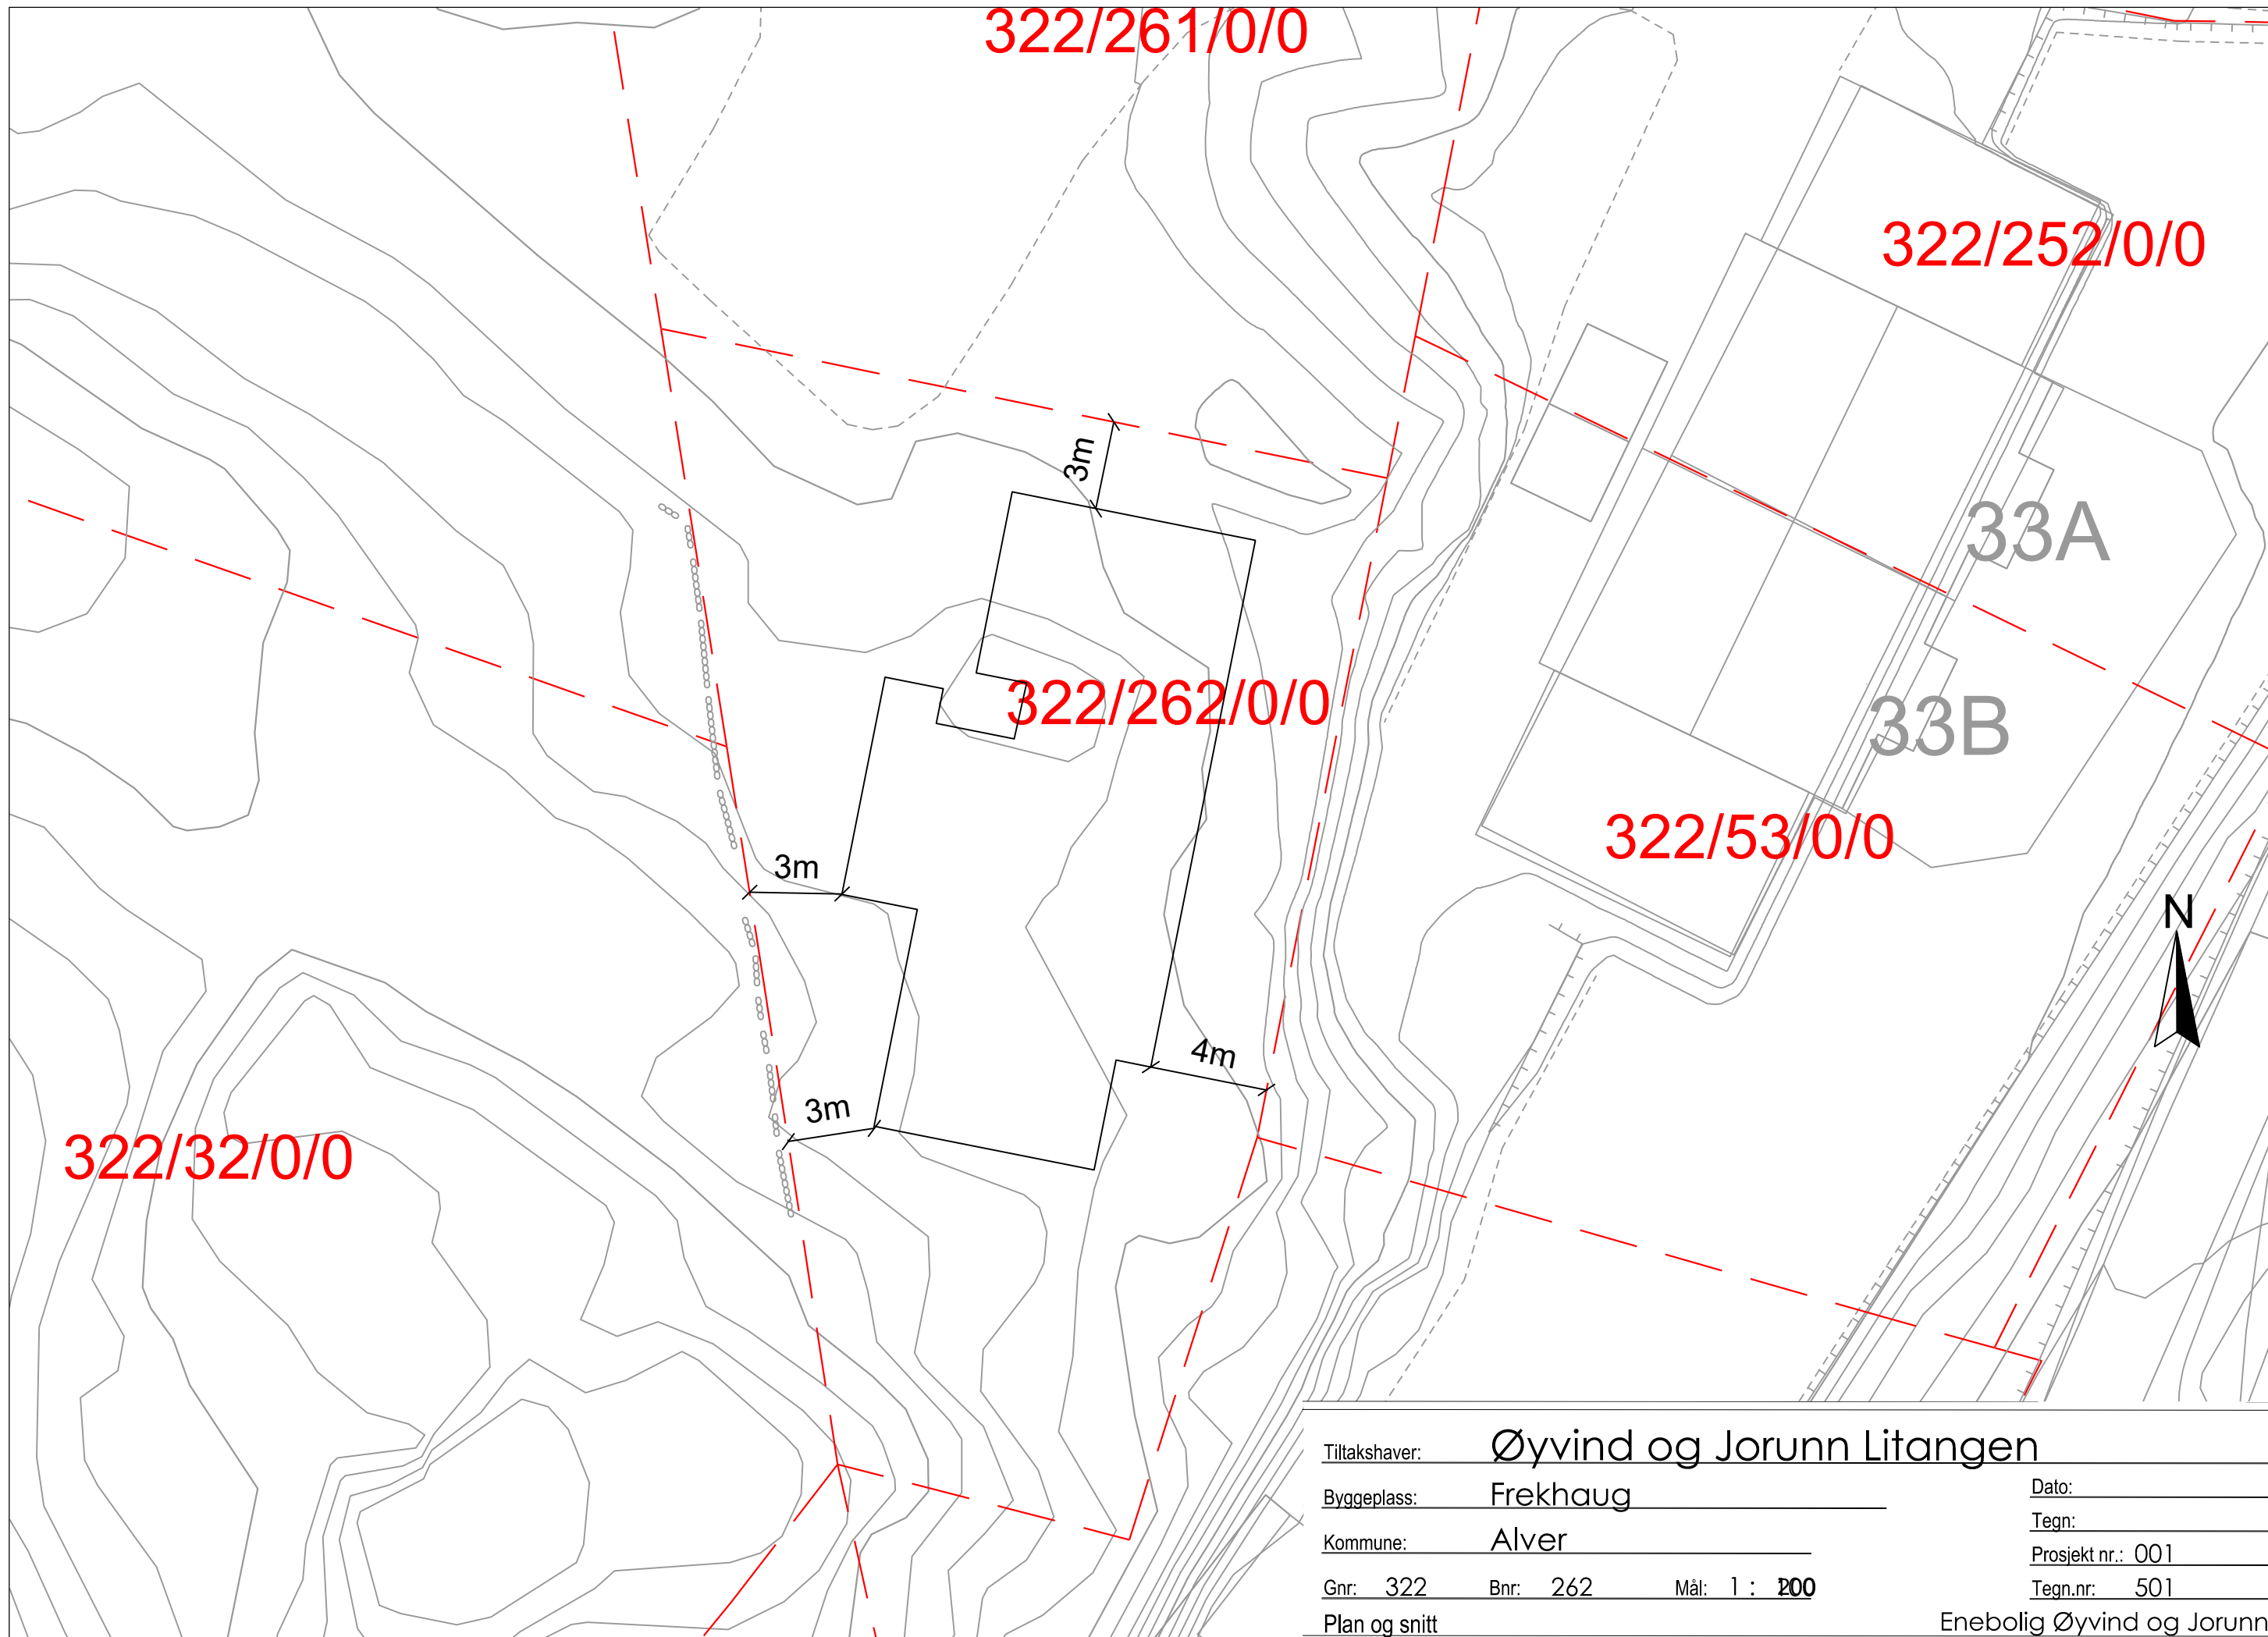 322/261/0/0
322/252/0/0
3m
33A
322/262/0/0
33B
322/53/0/0
3m
N
4m
3m
322/32/0/0
Tiltakshaver: Øyvind og Jorunn Litangen
Byggeplass: Frekhaug
Dato:
Tegn:
Kommune: Alver
Prosjekt nr.: 001
Gnr: 322 Bnr: 262 Mål: 1 :
Tegn.nr: 501
Plan og snitt
Enebolig Øyvind og Jorunn